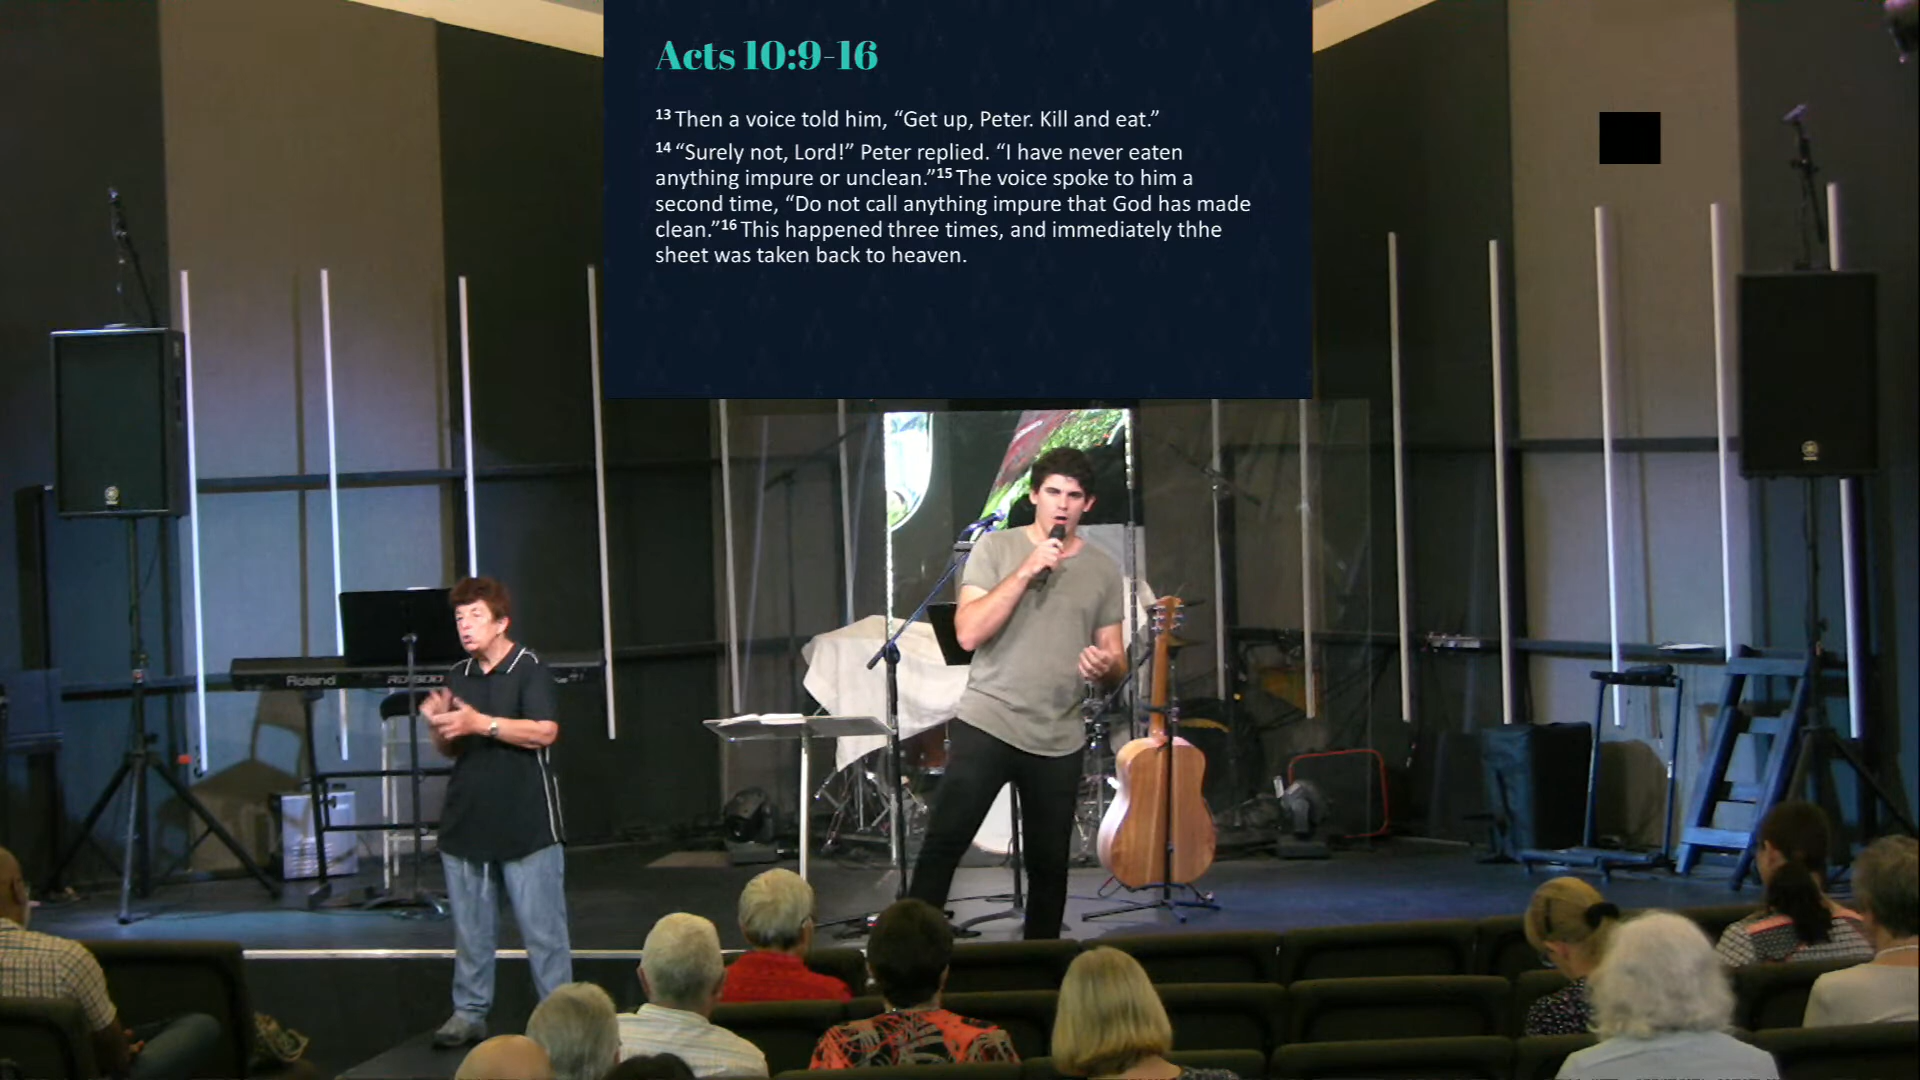 Acts 10:9-16
13 Then a voice told him, “Get up, Peter. Kill and eat.”
14 “Surely not, Lord!” Peter replied. “I have never eaten
anything impure or unclean.”15 The voice spoke to him a
second time, “Do not call anything impure that God has made
clean.”16 This happened three times, and immediately thhe
sheet was taken back to heaven.
Roland
RD-800